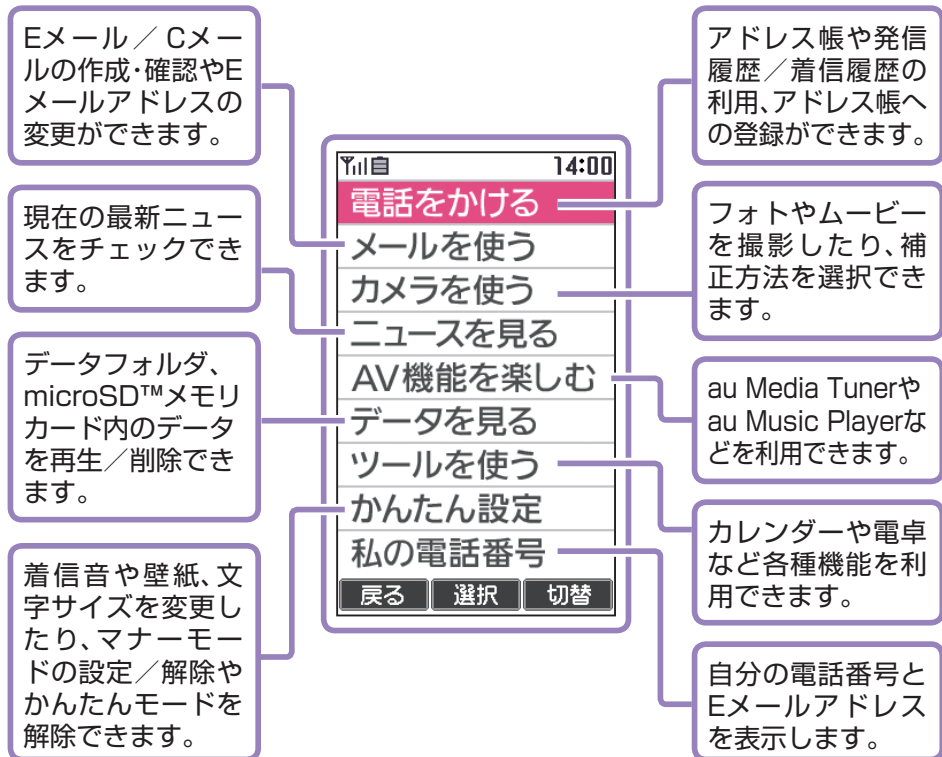 Eメール／Cメー
ルの作成･確認やE
メールアドレスの
変更ができます。
現在の最新ニュー
スをチェックでき
ます。
データフォルダ、
microSD™メモリ
カード内のデータ
を再生／削除でき
ます。
着信音や壁紙、文
字サイズを変更し
たり、マナーモー
ドの設定／解除や
かんたんモードを
解除できます。
14:00
電話をかける
メールを使う
カメラを使う
ニュースを見る
AV機能を楽しむ
データを見る
ツールを使う
かんたん設定
私の電話番号
戻る 選択 切替
アドレス帳や発信
履歴／着信履歴の
利用、アドレス帳へ
の登録ができます。
フォトやムービー
を撮影したり、補
正方法を選択でき
ます。
au Media Tunerや
au Music Playerな
どを利用できます。
カレンダーや電卓
など各種機能を利
用できます。
自分の電話番号と
Eメールアドレス
を表示します。